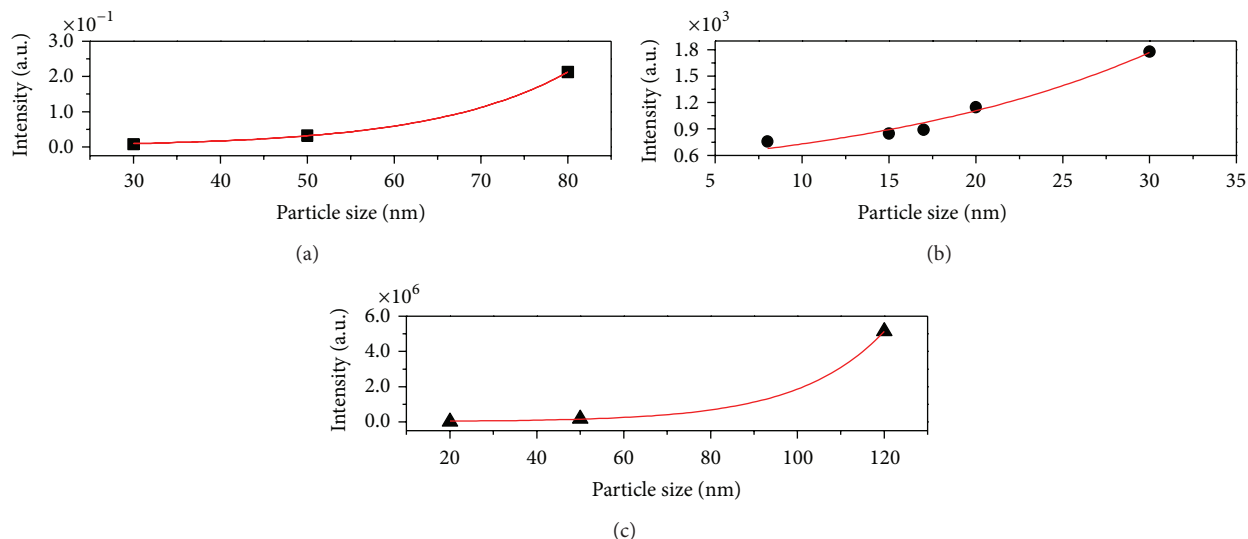 ×10⁻¹
3.0
1.0
0.0
Intensity (a.u.)
30 40 50 60 70 80
Particle size (nm)
(a)
×10³
1.8
1.5
1.2
0.9
0.6
Intensity (a.u.)
5 10 15 20 25 30 35
Particle size (nm)
(b)
×10⁶
6.0
4.0
2.0
0.0
Intensity (a.u.)
20 40 60 80 100 120
Particle size (nm)
(c)